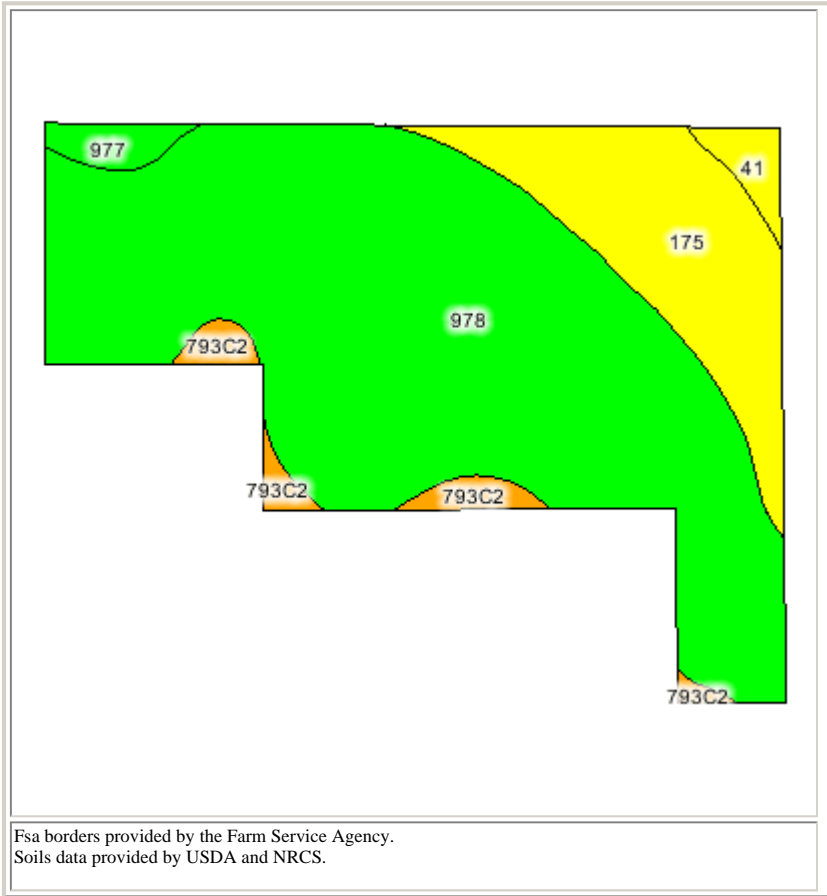 977
41
175
978
793C2
793C2
793C2
793C2
Fsa borders provided by the Farm Service Agency.
Soils data provided by USDA and NRCS.